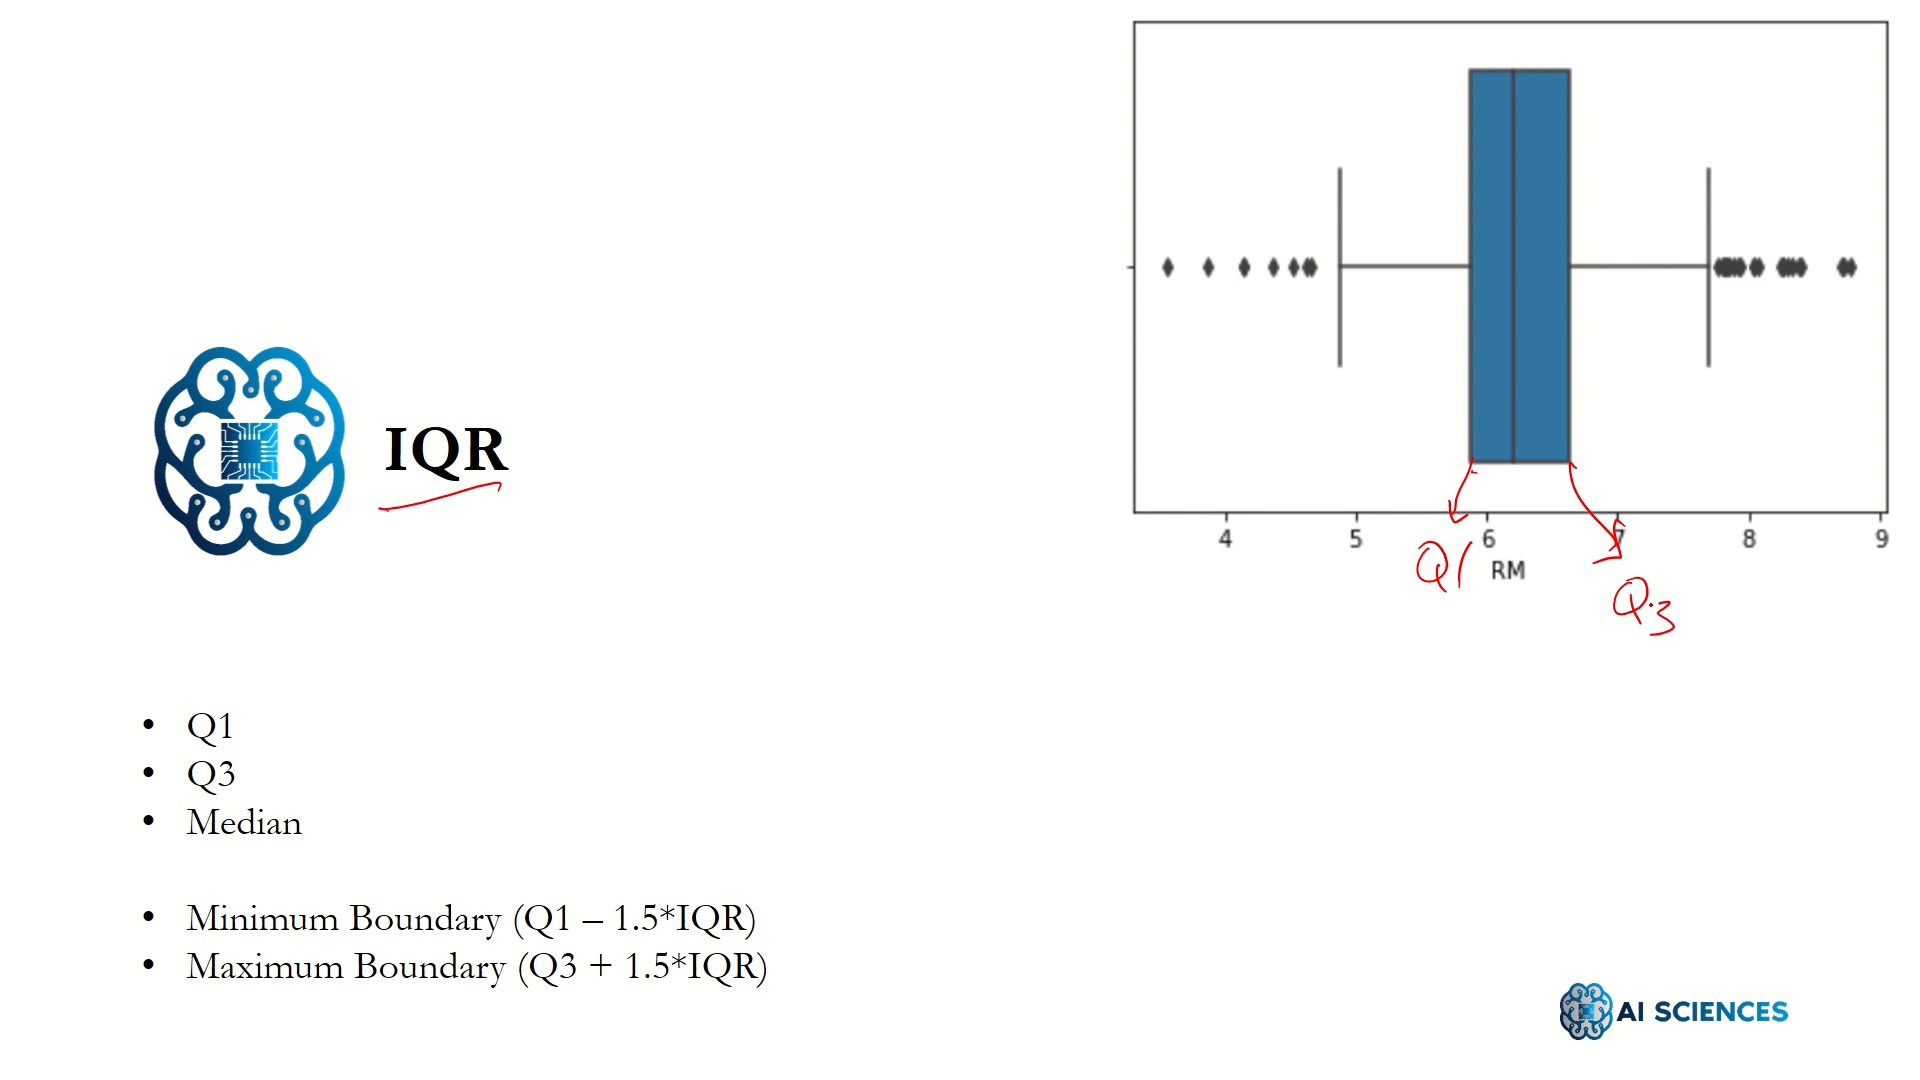 4 5 6 7 8 9
RM
Q1
Q3
IQR
• Q1
• Q3
• Median
• Minimum Boundary (Q1 – 1.5*IQR)
• Maximum Boundary (Q3 + 1.5*IQR)
AI SCIENCES